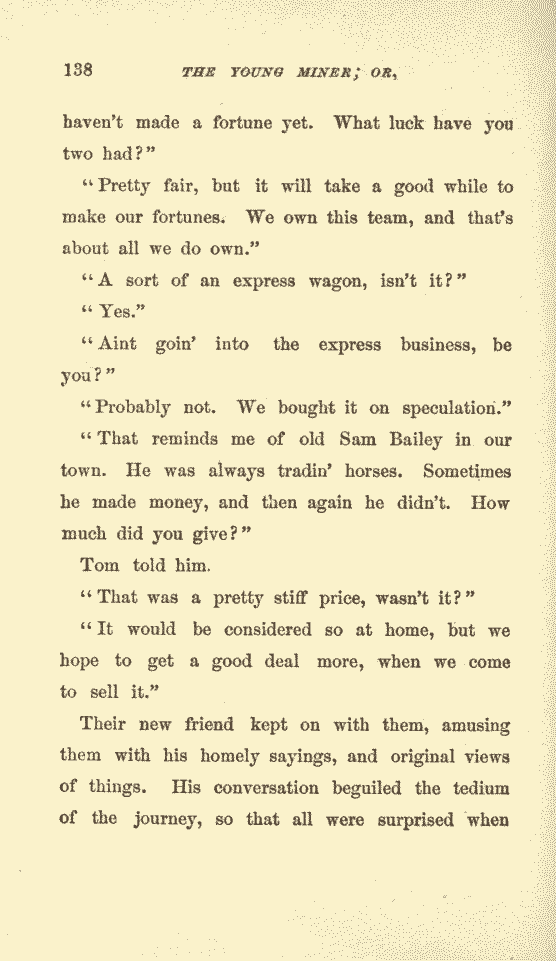 138 THE YOUNG MINER; OR,
haven't made a fortune yet. What luck have you
two had?"
"Pretty fair, but it will take a good while to
make our fortunes. We own this team, and that's
about all we do own."
"A sort of an express wagon, isn't it?"
"Yes."
"Aint goin' into the express business, be
you?"
"Probably not. We bought it on speculation."
"That reminds me of old Sam Bailey in our
town. He was always tradin' horses. Sometimes
he made money, and then again he didn't. How
much did you give?"
Tom told him.
"That was a pretty stiff price, wasn't it?"
"It would be considered so at home, but we
hope to get a good deal more, when we come
to sell it."
Their new friend kept on with them, amusing
them with his homely sayings, and original views
of things. His conversation beguiled the tedium
of the journey, so that all were surprised when